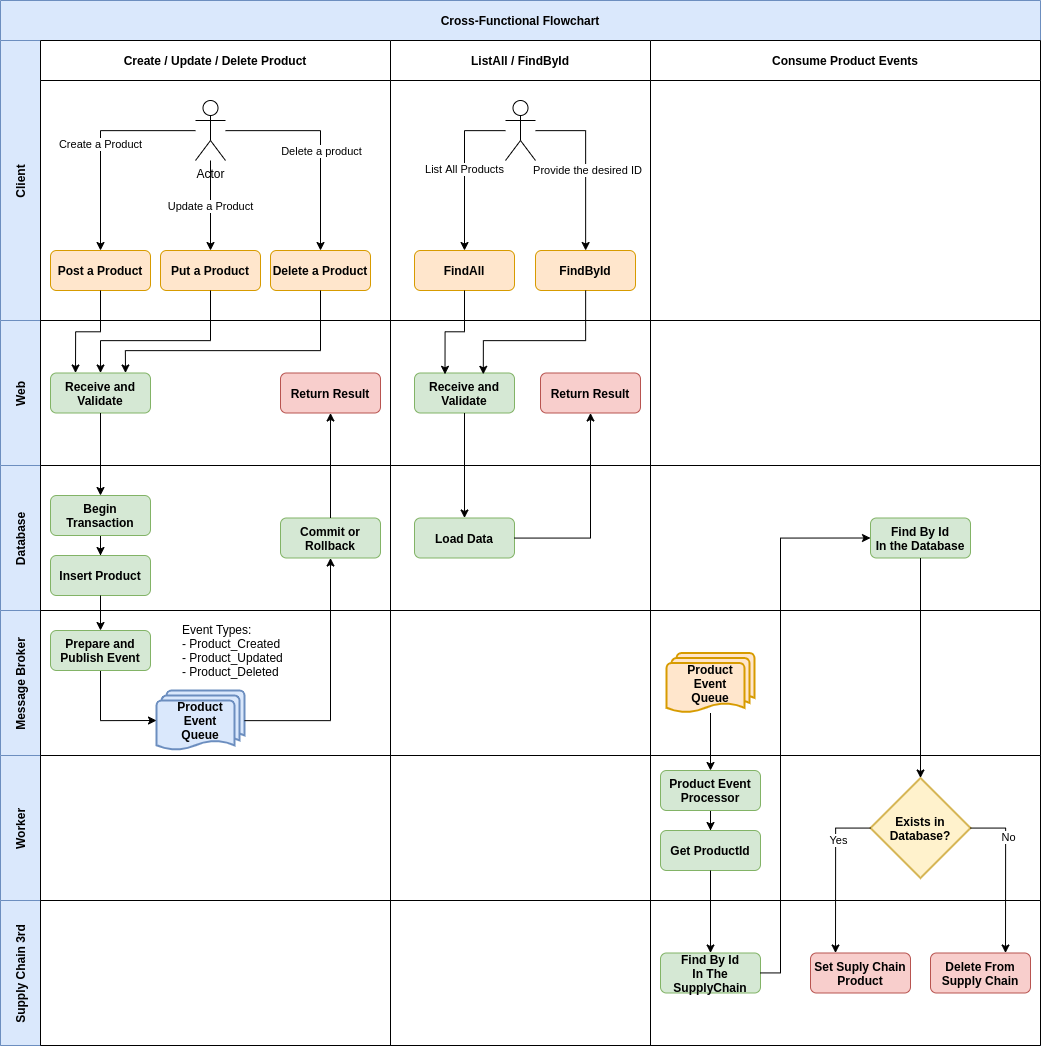 Cross-Functional Flowchart
Create / Update / Delete Product
ListAll / FindById
Consume Product Events
Client
Create a Product
Actor
Delete a product
Update a Product
List All Products
Provide the desired ID
Post a Product
Put a Product
Delete a Product
FindAll
FindById
Web
Receive and
Validate
Return Result
Receive and
Validate
Return Result
Database
Begin
Transaction
Insert Product
Commit or
Rollback
Load Data
Find By Id
In the Database
Message Broker
Prepare and
Publish Event
Event Types:
- Product_Created
- Product_Updated
- Product_Deleted
Product
Event
Queue
Product
Event
Queue
Worker
Product Event
Processor
Get ProductId
Exists in
Database?
Yes
No
Supply Chain 3rd
Find By Id
In The
SupplyChain
Set Suply Chain
Product
Delete From
Supply Chain